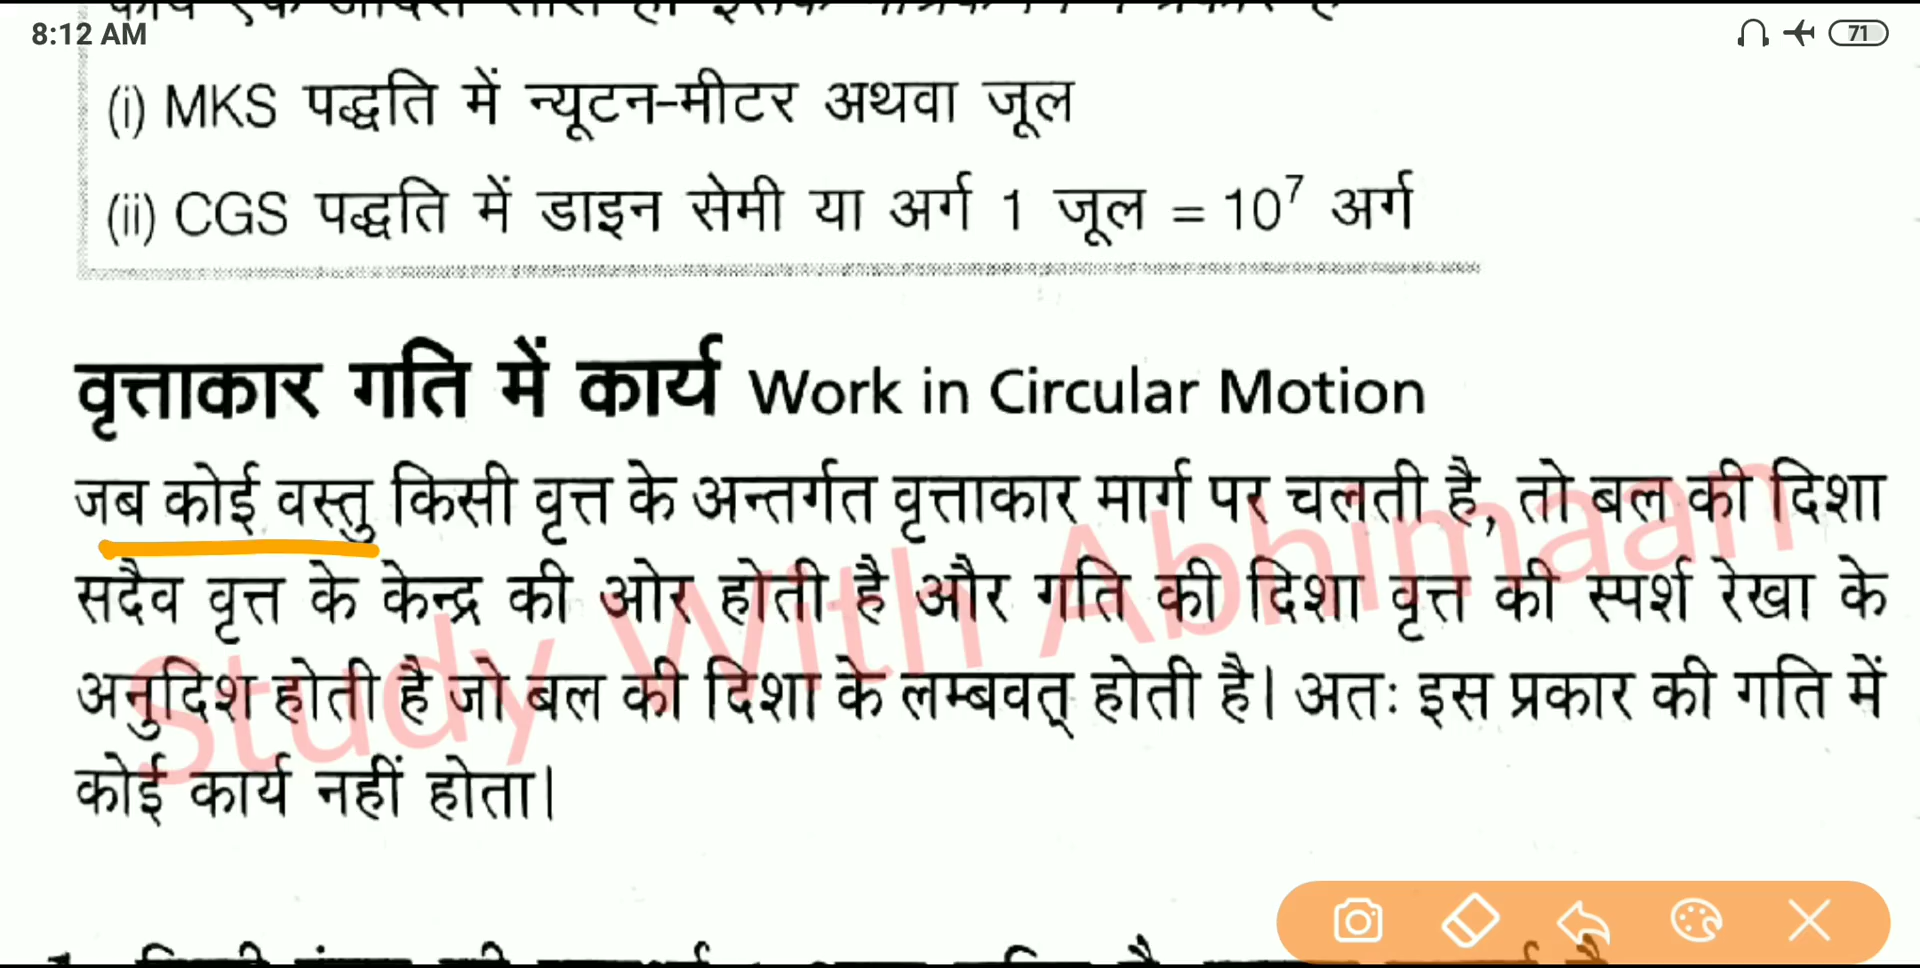 8:12 AM
71
(i) MKS पद्धति में न्यूटन-मीटर अथवा जूल
(ii) CGS पद्धति में डाइन सेमी या अर्ग 1 जूल = 10⁷ अर्ग
वृत्ताकार गति में कार्य Work in Circular Motion
जब कोई वस्तु किसी वृत्त के अन्तर्गत वृत्ताकार मार्ग पर चलती है, तो बल की दिशा
सदैव वृत्त के केन्द्र की ओर होती है और गति की दिशा वृत्त की स्पर्श रेखा के
अनुदिश होती है जो बल की दिशा के लम्बवत् होती है। अतः इस प्रकार की गति में
कोई कार्य नहीं होता।
Study With Abhimaan